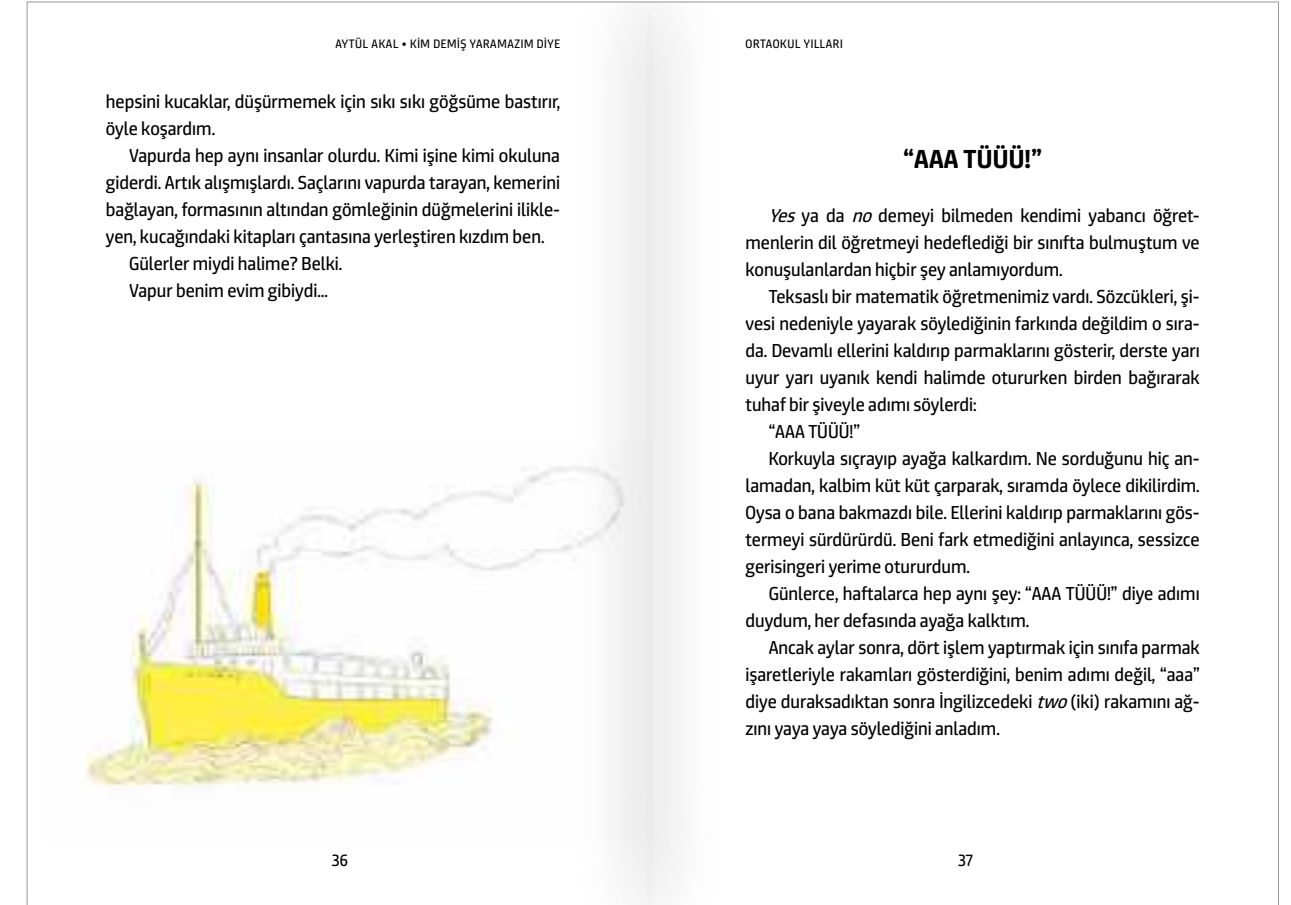 AYTÜL AKAL • KİM DEMİŞ YARAMAZIM DİYE
hepsini kucaklar, düşürmemek için sıkı sıkı göğsüme bastırır,
öyle koşardım.
Vapurda hep aynı insanlar olurdu. Kimi işine kimi okuluna
giderdi. Artık alışmışlardı. Saçlarını vapurda tarayan, kemerini
bağlayan, formasının altından gömleğinin düğmelerini ilikle-
yen, kucağındaki kitapları çantasına yerleştiren kızdım ben.
Gülerler miydi halime? Belki.
Vapur benim evim gibiydi...
36
ORTAOKUL YILLARI
“AAA TÜÜÜ!”
Yes ya da no demeyi bilmeden kendimi yabancı öğret-
menlerin dil öğretmeyi hedeflediği bir sınıfta bulmuştum ve
konuşulanlardan hiçbir şey anlamıyordum.
Teksaslı bir matematik öğretmenimiz vardı. Sözcükleri, şi-
vesi nedeniyle yayarak söylediğinin farkında değildim o sıra-
da. Devamlı ellerini kaldırıp parmaklarını gösterir, derste yarı
uyur yarı uyanık kendi halimde otururken birden bağırarak
tuhaf bir şiveyle adımı söylerdi:
“AAA TÜÜÜ!”
Korkuyla sıçrayıp ayağa kalkardım. Ne sorduğunu hiç an-
lamadan, kalbim küt küt çarparak, sıramda öylece dikilirdim.
Oysa o bana bakmazdı bile. Ellerini kaldırıp parmaklarını gös-
termeyi sürdürürdü. Beni fark etmediğini anlayınca, sessizce
gerisingeri yerime otururdum.
Günlerce, haftalarca hep aynı şey: “AAA TÜÜÜ!” diye adımı
duydum, her defasında ayağa kalktım.
Ancak aylar sonra, dört işlem yaptırmak için sınıfa parmak
işaretleriyle rakamları gösterdiğini, benim adımı değil, “aaa”
diye duraksadıktan sonra İngilizcedeki two (iki) rakamını ağ-
zını yaya yaya söylediğini anladım.
37